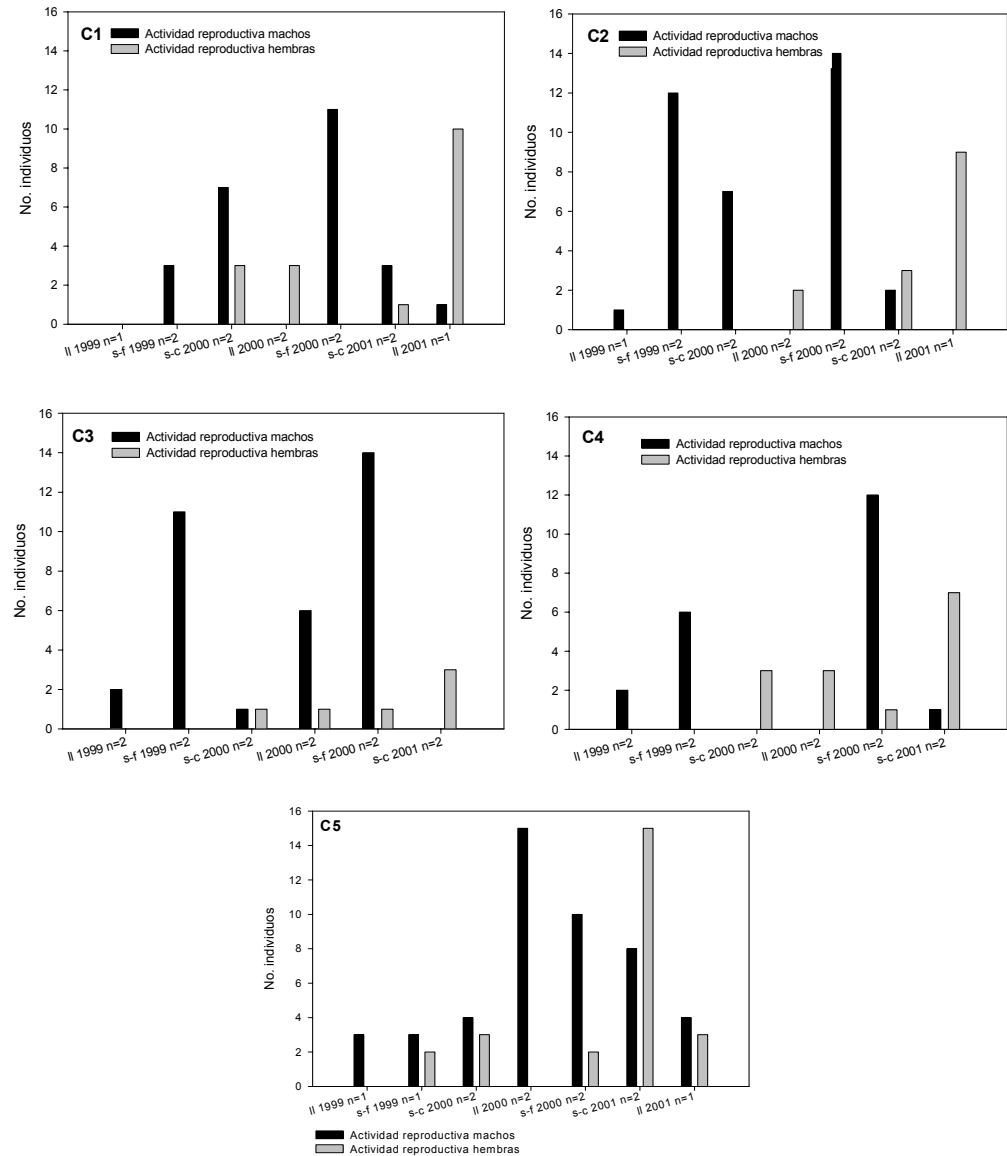 C1
Actividad reproductiva machos
Actividad reproductiva hembras
No. individuos
16
14
12
10
8
6
4
2
0
ll 1999 n=1
s-f 1999 n=2
s-c 2000 n=2
ll 2000 n=2
s-f 2000 n=2
s-c 2001 n=2
ll 2001 n=1
C2
Actividad reproductiva machos
Actividad reproductiva hembras
No. individuos
16
14
12
10
8
6
4
2
0
ll 1999 n=1
s-f 1999 n=2
s-c 2000 n=2
ll 2000 n=2
s-f 2000 n=2
s-c 2001 n=2
ll 2001 n=1
C3
Actividad reproductiva machos
Actividad reproductiva hembras
No. individuos
16
14
12
10
8
6
4
2
0
ll 1999 n=2
s-f 1999 n=2
s-c 2000 n=2
ll 2000 n=2
s-f 2000 n=2
s-c 2001 n=2
C4
Actividad reproductiva machos
Actividad reproductiva hembras
No. individuos
16
14
12
10
8
6
4
2
0
ll 1999 n=2
s-f 1999 n=2
s-c 2000 n=2
ll 2000 n=2
s-f 2000 n=2
s-c 2001 n=2
C5
No. individuos
16
14
12
10
8
6
4
2
0
ll 1999 n=1
s-f 1999 n=1
s-c 2000 n=2
ll 2000 n=2
s-f 2000 n=2
s-c 2001 n=2
ll 2001 n=1
Actividad reproductiva machos
Actividad reproductiva hembras